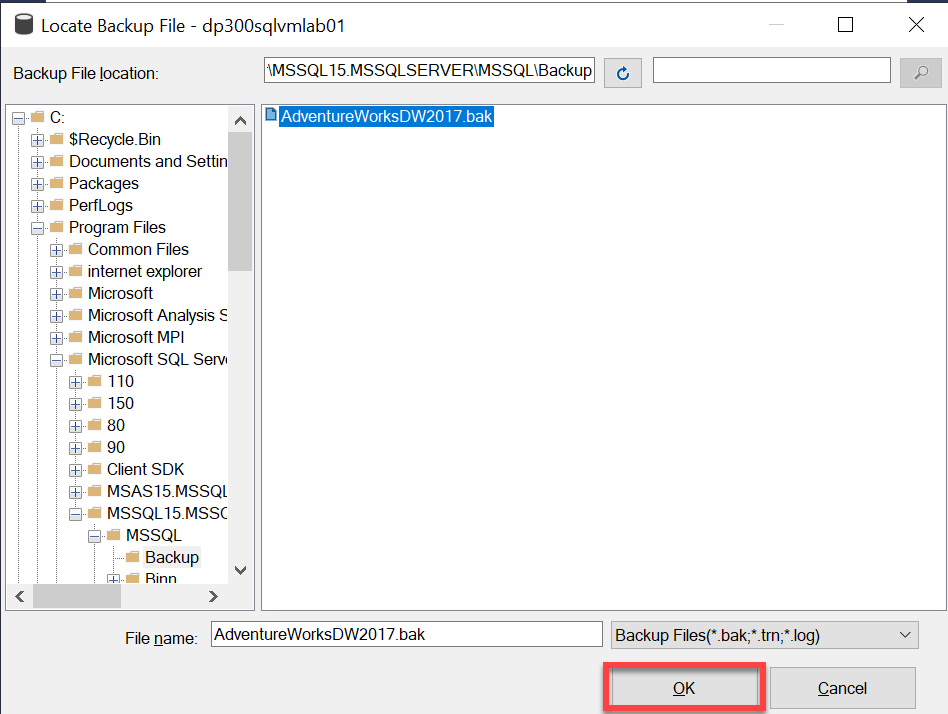 Locate Backup File - dp300sqlvmlab01
Backup File location:
\MSSQL15.MSSQLSERVER\MSSQL\Backup
C:
$Recycle.Bin
Documents and Settin
Packages
PerfLogs
Program Files
Common Files
internet explorer
Microsoft
Microsoft Analysis S
Microsoft MPI
Microsoft SQL Serve
110
150
80
90
Client SDK
MSAS15.MSSQL
MSSQL15.MSSQ
MSSQL
Backup
Binn
AdventureWorksDW2017.bak
File name:
AdventureWorksDW2017.bak
Backup Files(*.bak;*.trn;*.log)
OK
Cancel